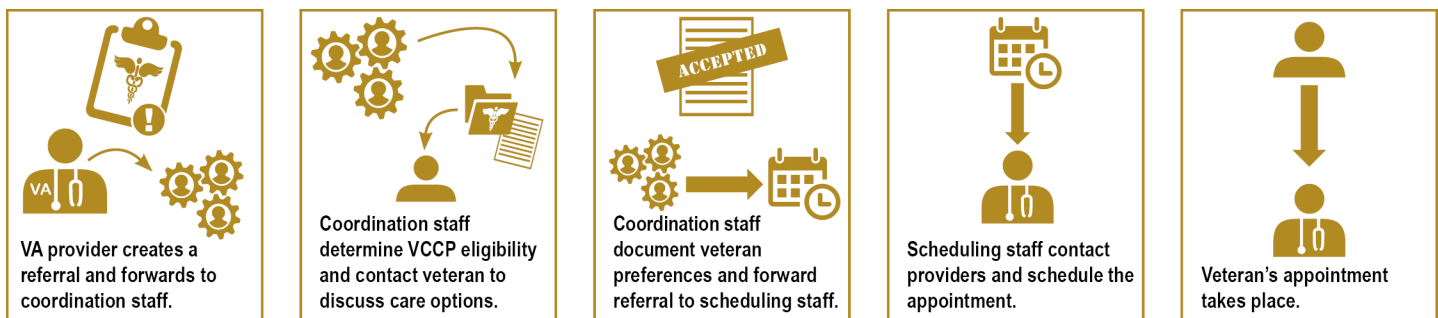 VA
VA provider creates a
referral and forwards to
coordination staff.
Coordination staff
determine VCCP eligibility
and contact veteran to
discuss care options.
ACCEPTED
Coordination staff
document veteran
preferences and forward
referral to scheduling staff.
Scheduling staff contact
providers and schedule the
appointment.
Veteran's appointment
takes place.